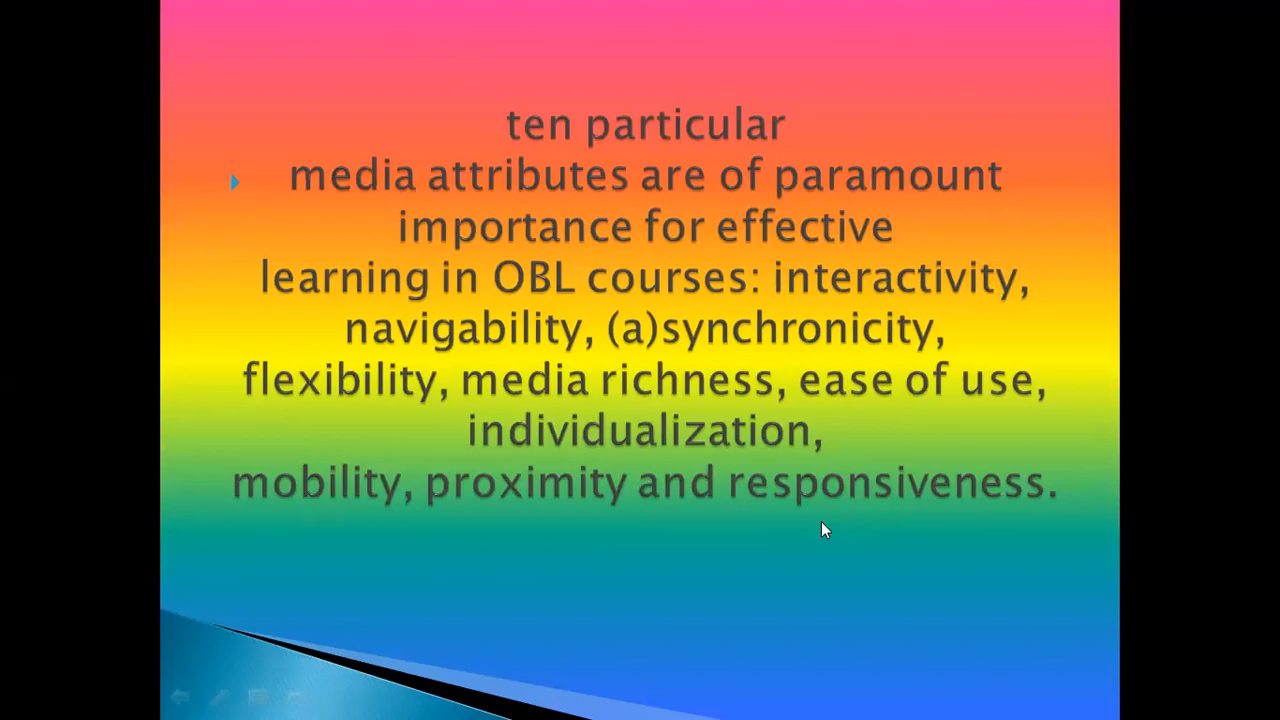 ten particular
media attributes are of paramount
importance for effective
learning in OBL courses: interactivity,
navigability, (a)synchronicity,
flexibility, media richness, ease of use,
individualization,
mobility, proximity and responsiveness.